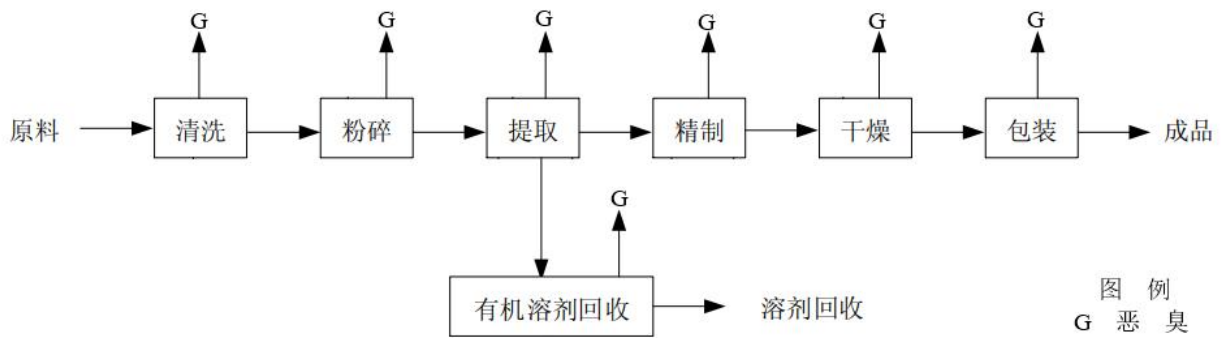 G G G G G G
原料 清洗 粉碎 提取 精制 干燥 包装 成品
G
有机溶剂回收 溶剂回收
图 例
G 恶 臭